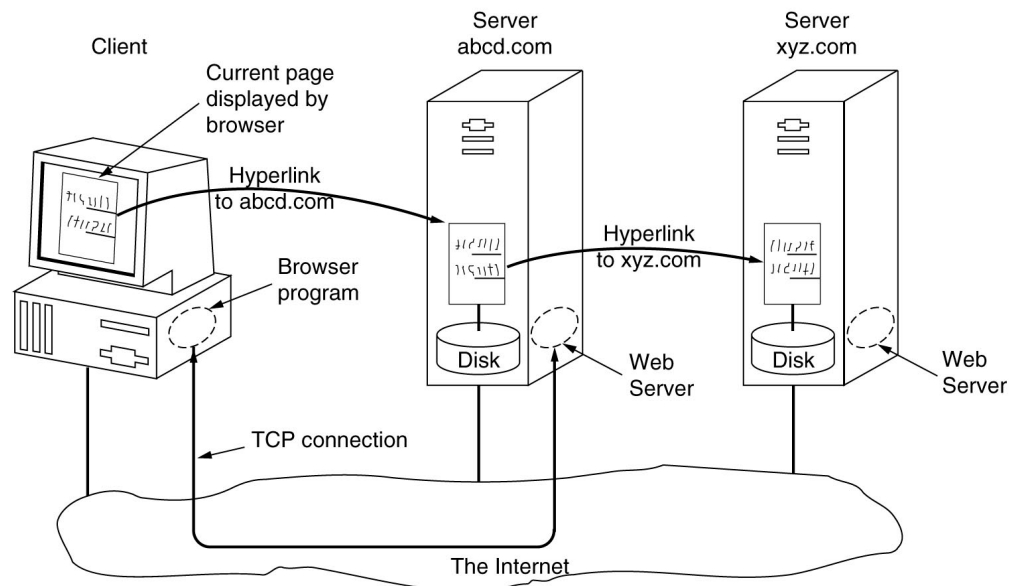 Client
Server
abcd.com
Server
xyz.com
Current page
displayed by
browser
Hyperlink
to abcd.com
Hyperlink
to xyz.com
Browser
program
Disk
Web
Server
Disk
Web
Server
TCP connection
The Internet